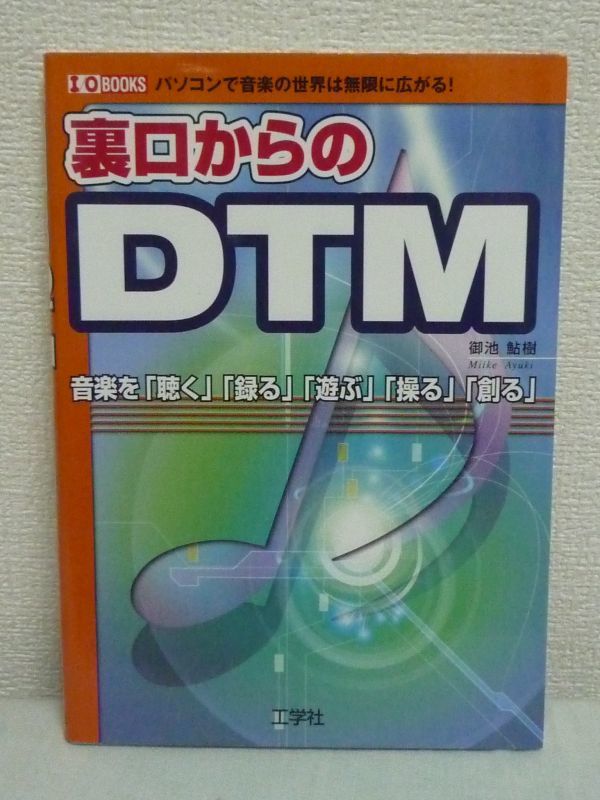 I/O BOOKS パソコンで音楽の世界は無限に広がる!
裏口からの
DTM
御池 鮎樹
Miike Ayuki
音楽を「聴く」「録る」「遊ぶ」「操る」「創る」
工学社